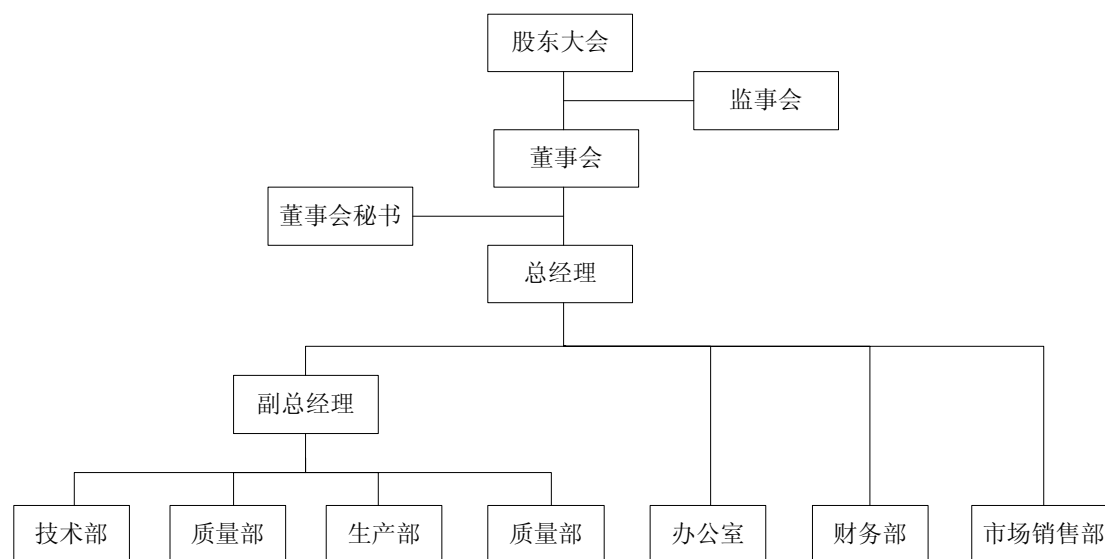 股东大会
监事会
董事会
董事会秘书
总经理
副总经理
技术部
质量部
生产部
质量部
办公室
财务部
市场销售部